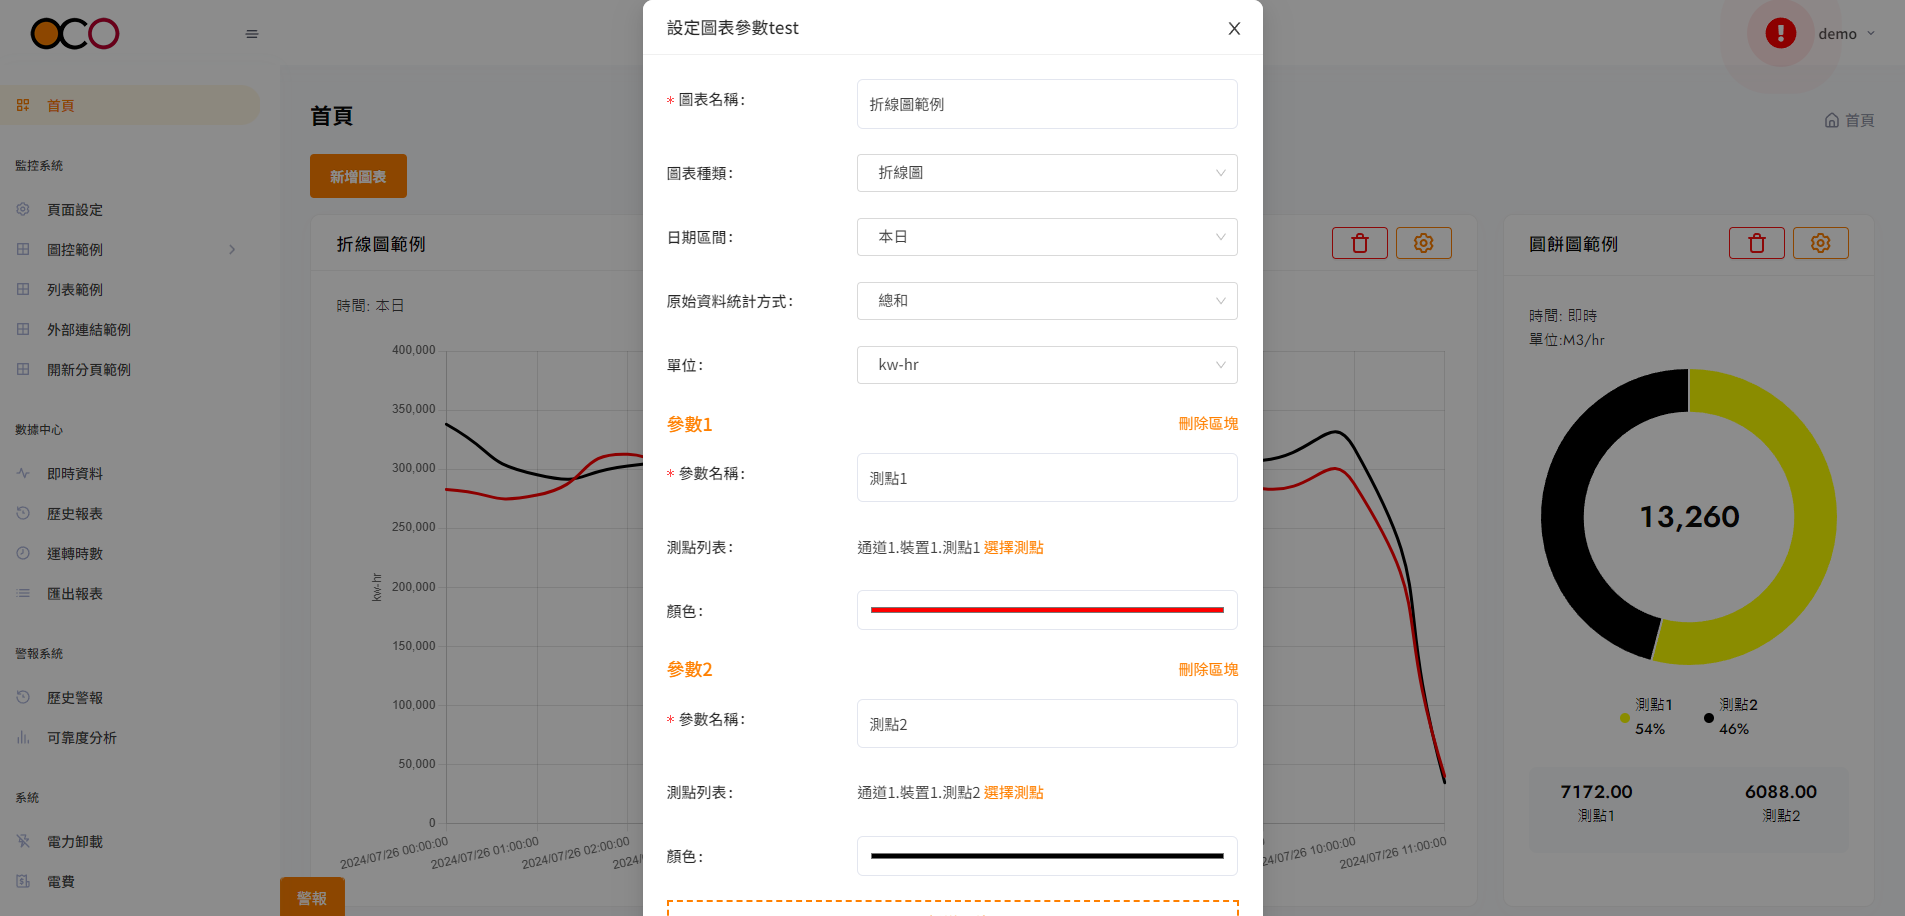 OCO
首頁
監控系統
頁面設定
圖控範例
列表範例
外部連結範例
開新分頁範例
數據中心
即時資料
歷史報表
運轉時數
匯出報表
警報系統
歷史警報
可靠度分析
系統
電力卸載
電費
demo
首頁
首頁
新增圖表
折線圖範例
時間: 本日
400,000
350,000
300,000
250,000
200,000
150,000
100,000
50,000
0
kw-hr
2024/07/26 00:00:00
2024/07/26 01:00:00
2024/07/26 02:00:00
24/07/26 10:00:00
2024/07/26 11:00:00
警報
設定圖表參數test
* 圖表名稱:
折線圖範例
圖表種類:
折線圖
日期區間:
本日
原始資料統計方式:
總和
單位:
kw-hr
參數1
刪除區塊
* 參數名稱:
測點1
測點列表:
通道1.裝置1.測點1 選擇測點
顏色:
參數2
刪除區塊
* 參數名稱:
測點2
測點列表:
通道1.裝置1.測點2 選擇測點
顏色:
圓餅圖範例
時間: 即時
單位:M3/hr
13,260
測點1
54%
測點2
46%
7172.00
測點1
6088.00
測點2